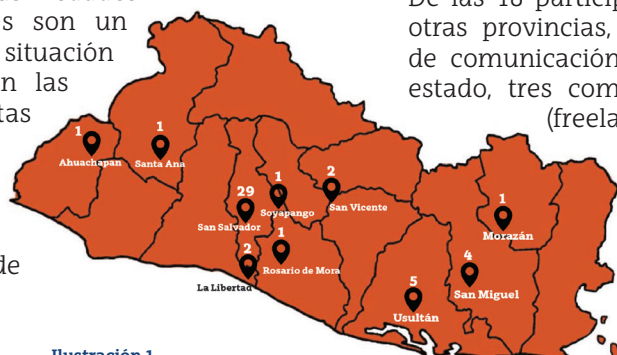 s son un
situación
n las
tas
de
De las 18 particip
otras provincias,
de comunicación
estado, tres com
(freela
1
Ahuachapan
1
Santa Ana
29
San Salvador
1
Soyapango
2
San Vicente
2
La Libertad
1
Rosario de Mora
1
Morazán
4
San Miguel
5
Usultán
Ilustración 1